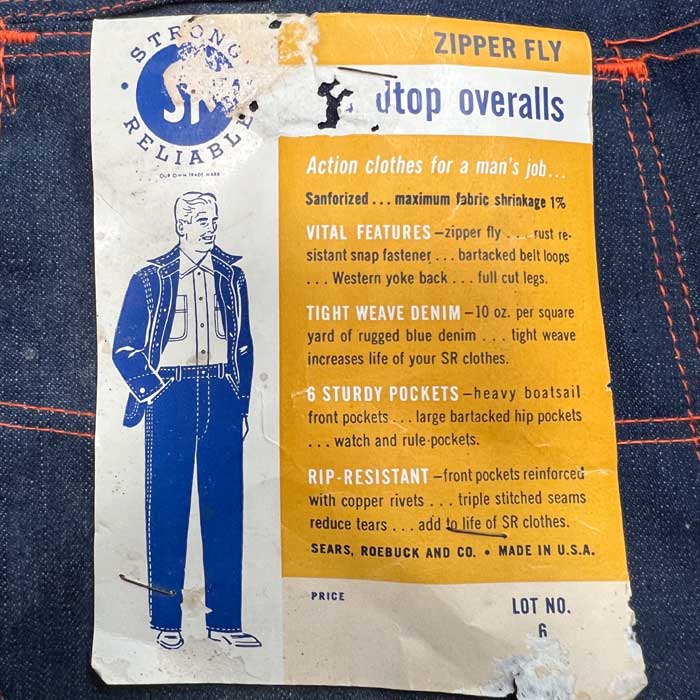 STRONG
SR
RELIABLE
OUR OWN TRADE MARK
ZIPPER FLY
overalls
Action clothes for a man's job...
Sanforized ... maximum fabric shrinkage 1%
VITAL FEATURES–zipper fly ... rust re-
sistant snap fastener ... bartacked belt loops
... Western yoke back ... full cut legs.
TIGHT WEAVE DENIM–10 oz. per square
yard of rugged blue denim ... tight weave
increases life of your SR clothes.
6 STURDY POCKETS–heavy boatsail
front pockets ... large bartacked hip pockets
... watch and rule-pockets.
RIP-RESISTANT–front pockets reinforced
with copper rivets ... triple stitched seams
reduce tears ... add to life of SR clothes.
SEARS, ROEBUCK AND CO. • MADE IN U.S.A.
PRICE
LOT NO.
6